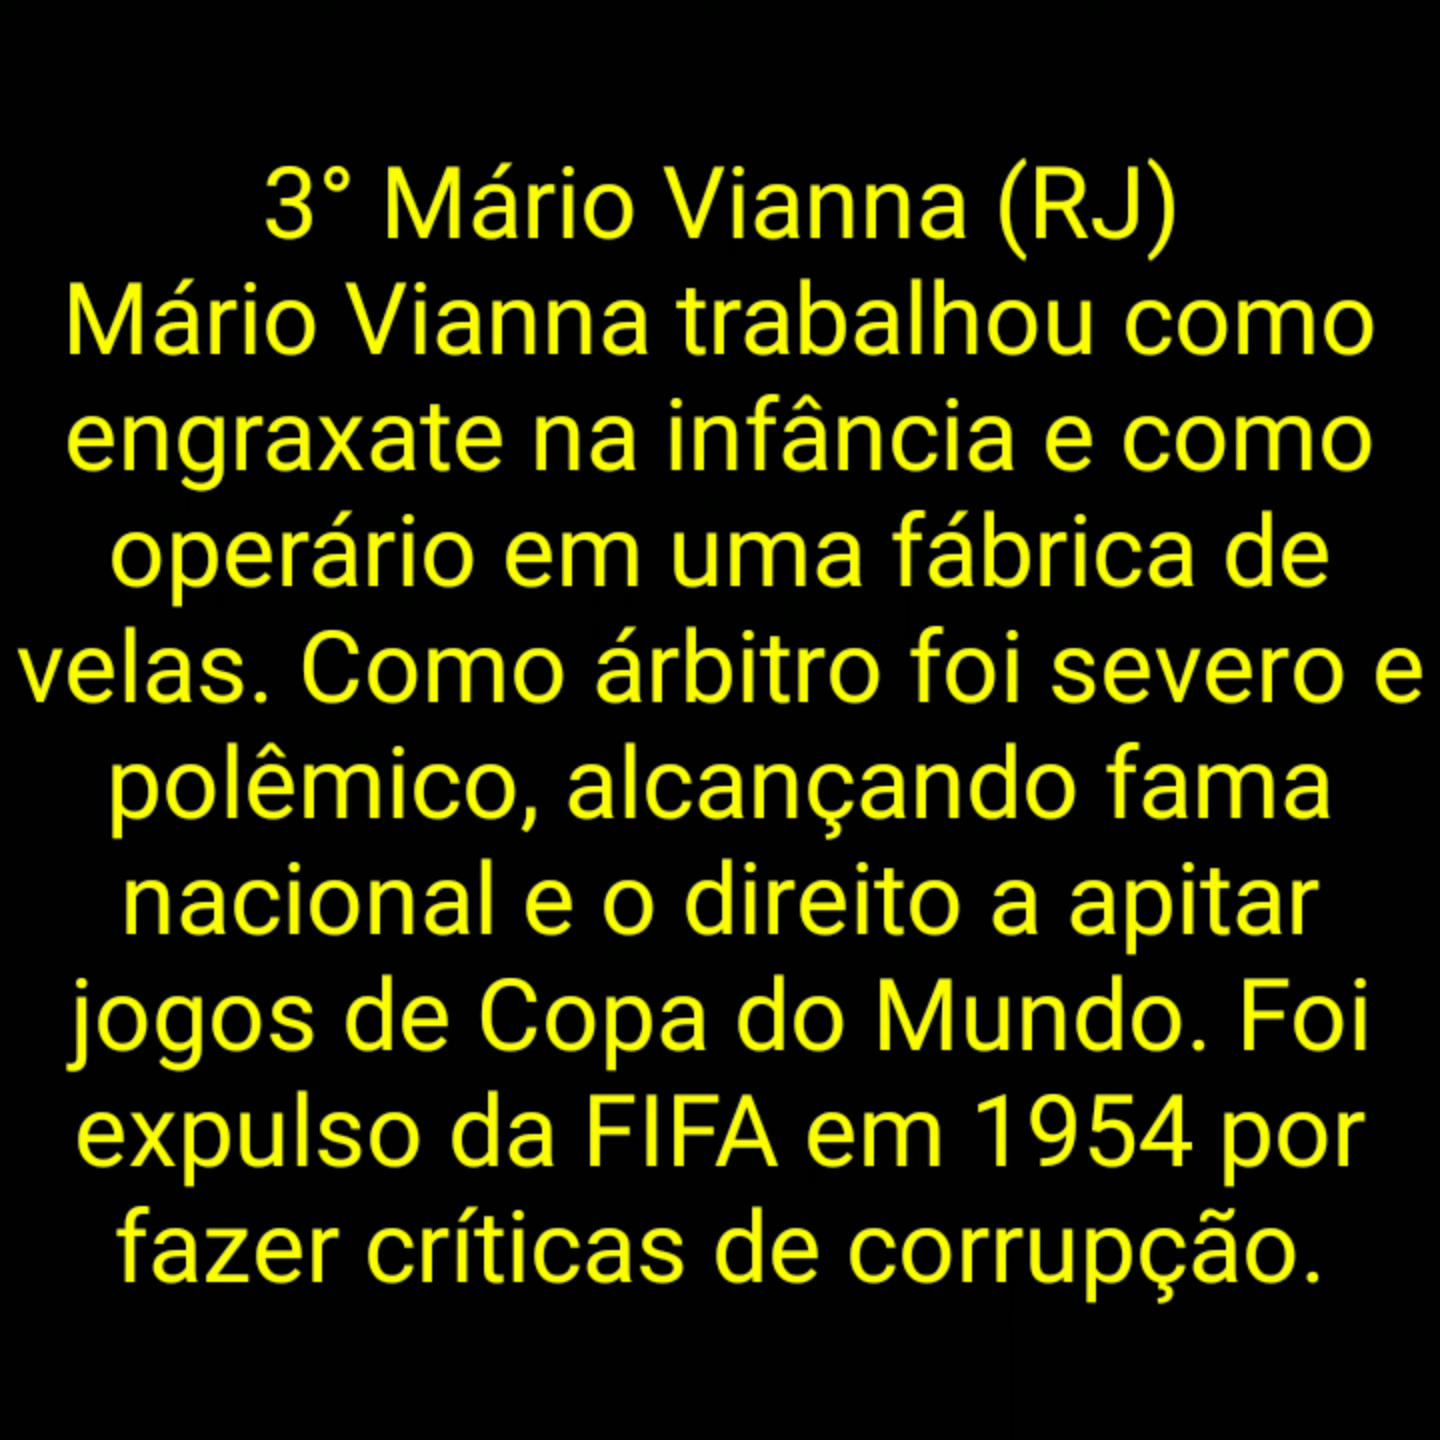 3° Mário Vianna (RJ)
Mário Vianna trabalhou como
engraxate na infância e como
operário em uma fábrica de
velas. Como árbitro foi severo e
polêmico, alcançando fama
nacional e o direito a apitar
jogos de Copa do Mundo. Foi
expulso da FIFA em 1954 por
fazer críticas de corrupção.